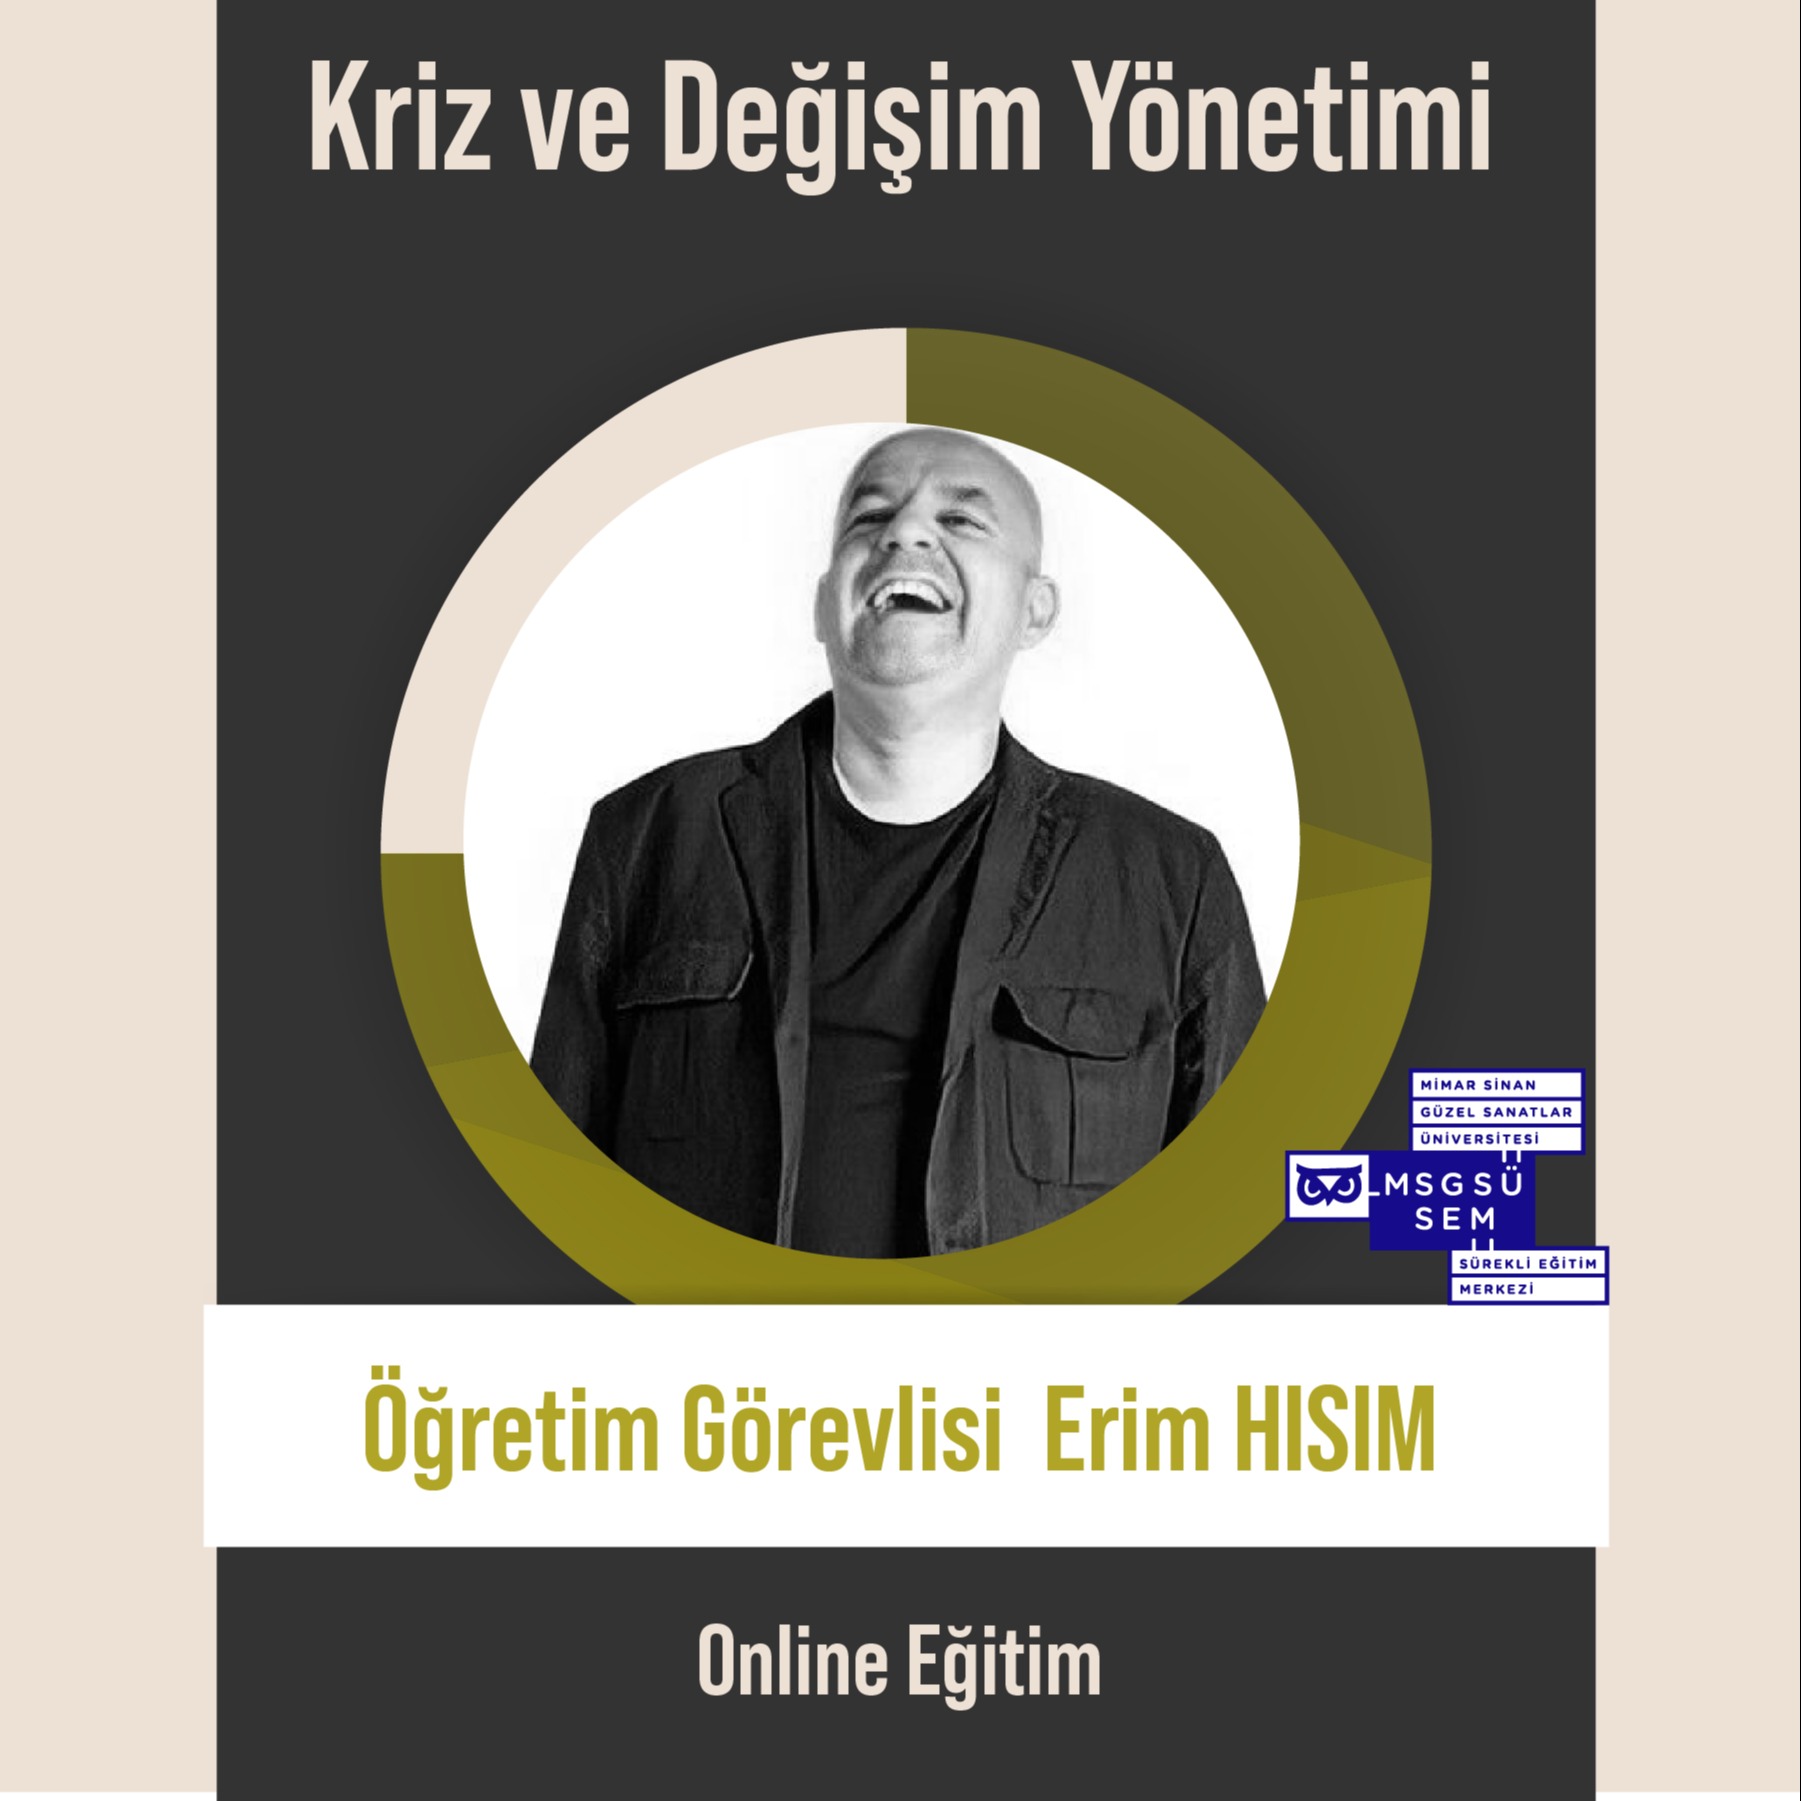 Kriz ve Değişim Yönetimi
MİMAR SİNAN
GÜZEL SANATLAR
ÜNİVERSİTESİ
MSGSÜ
SEM
SÜREKLİ EĞİTİM
MERKEZİ
Öğretim Görevlisi Erim HISIM
Online Eğitim